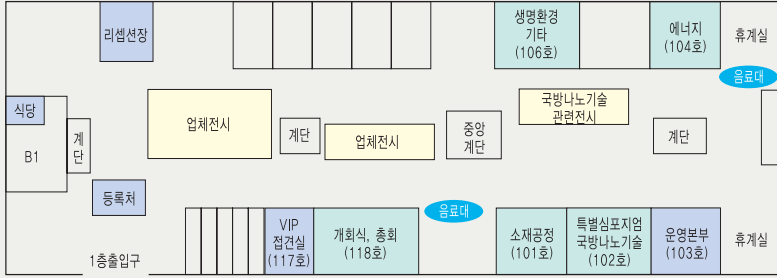 리셉션장
생명환경
기타
(106호)
에너지
(104호)
휴게실
음료대
식당
B1
계
단
업체전시
계단
업체전시
중앙
계단
국방나노기술
관련전시
계단
등록처
1층출입구
VIP
접견실
(117호)
개회식, 총회
(118호)
음료대
소재공정
(101호)
특별심포지엄
국방나노기술
(102호)
운영본부
(103호)
휴게실